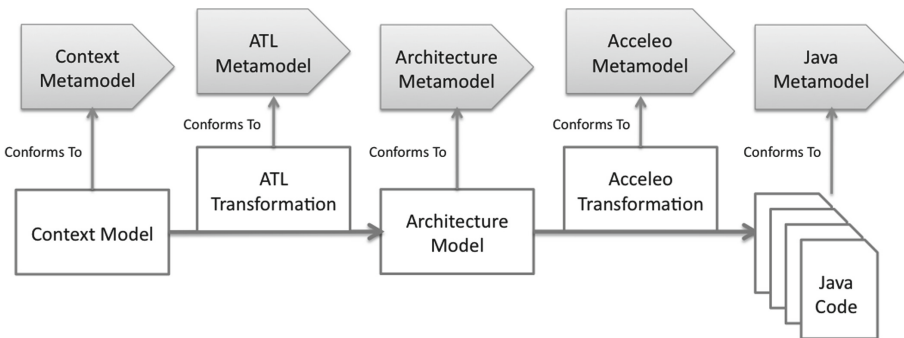 Context
Metamodel
ATL
Metamodel
Architecture
Metamodel
Acceleo
Metamodel
Java
Metamodel
Conforms To
Conforms To
Conforms To
Conforms To
Conforms To
Context Model
ATL
Transformation
Architecture
Model
Acceleo
Transformation
Java
Code